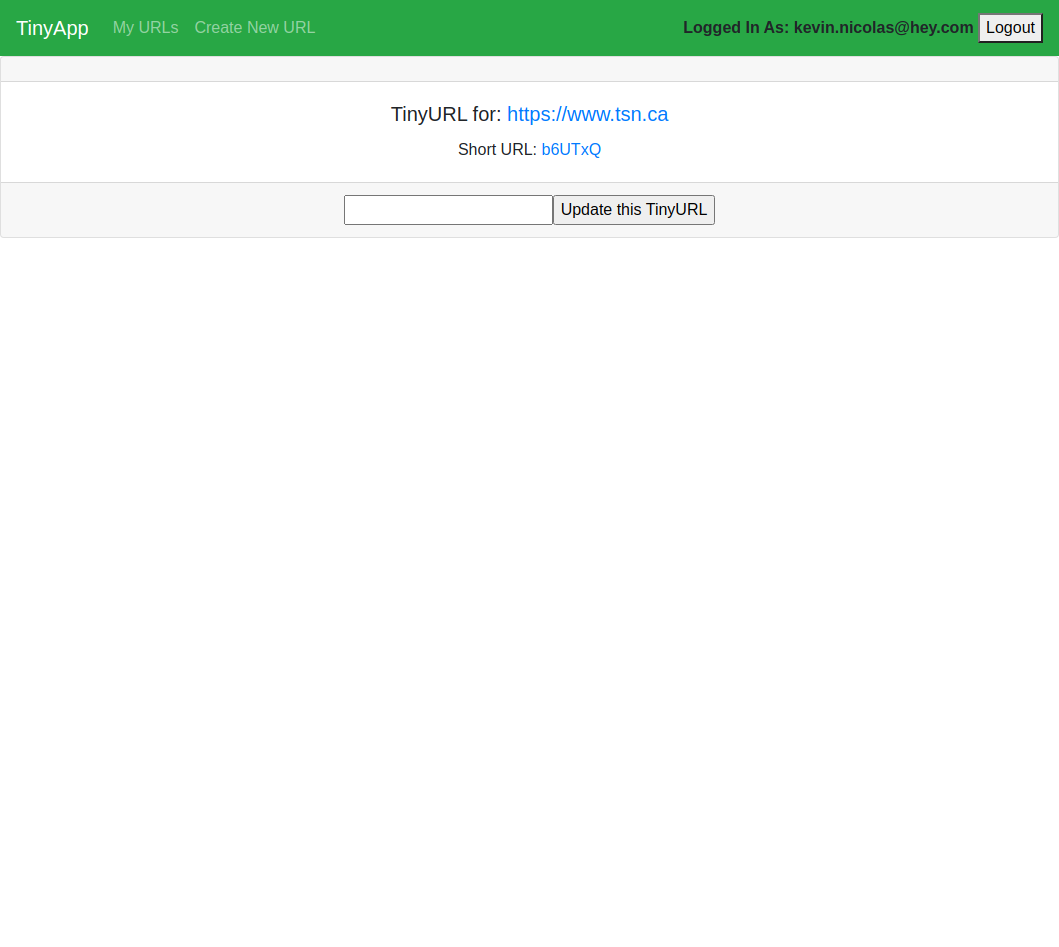 TinyApp My URLs Create New URL Logged In As: kevin.nicolas@hey.com Logout
TinyURL for: https://www.tsn.ca
Short URL: b6UTxQ
Update this TinyURL